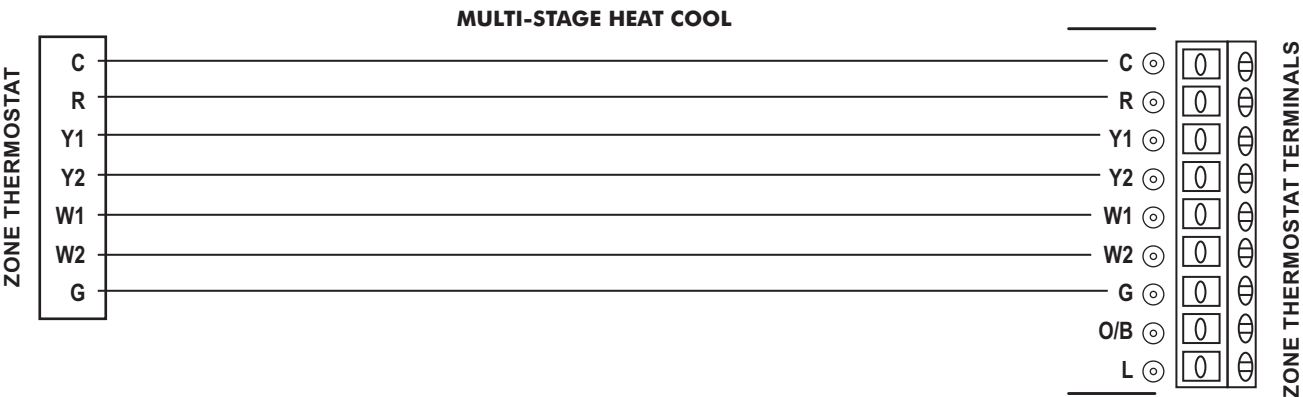 MULTI-STAGE HEAT COOL
ZONE THERMOSTAT
C
R
Y1
Y2
W1
W2
G
C
R
Y1
Y2
W1
W2
G
O/B
L
ZONE THERMOSTAT TERMINALS